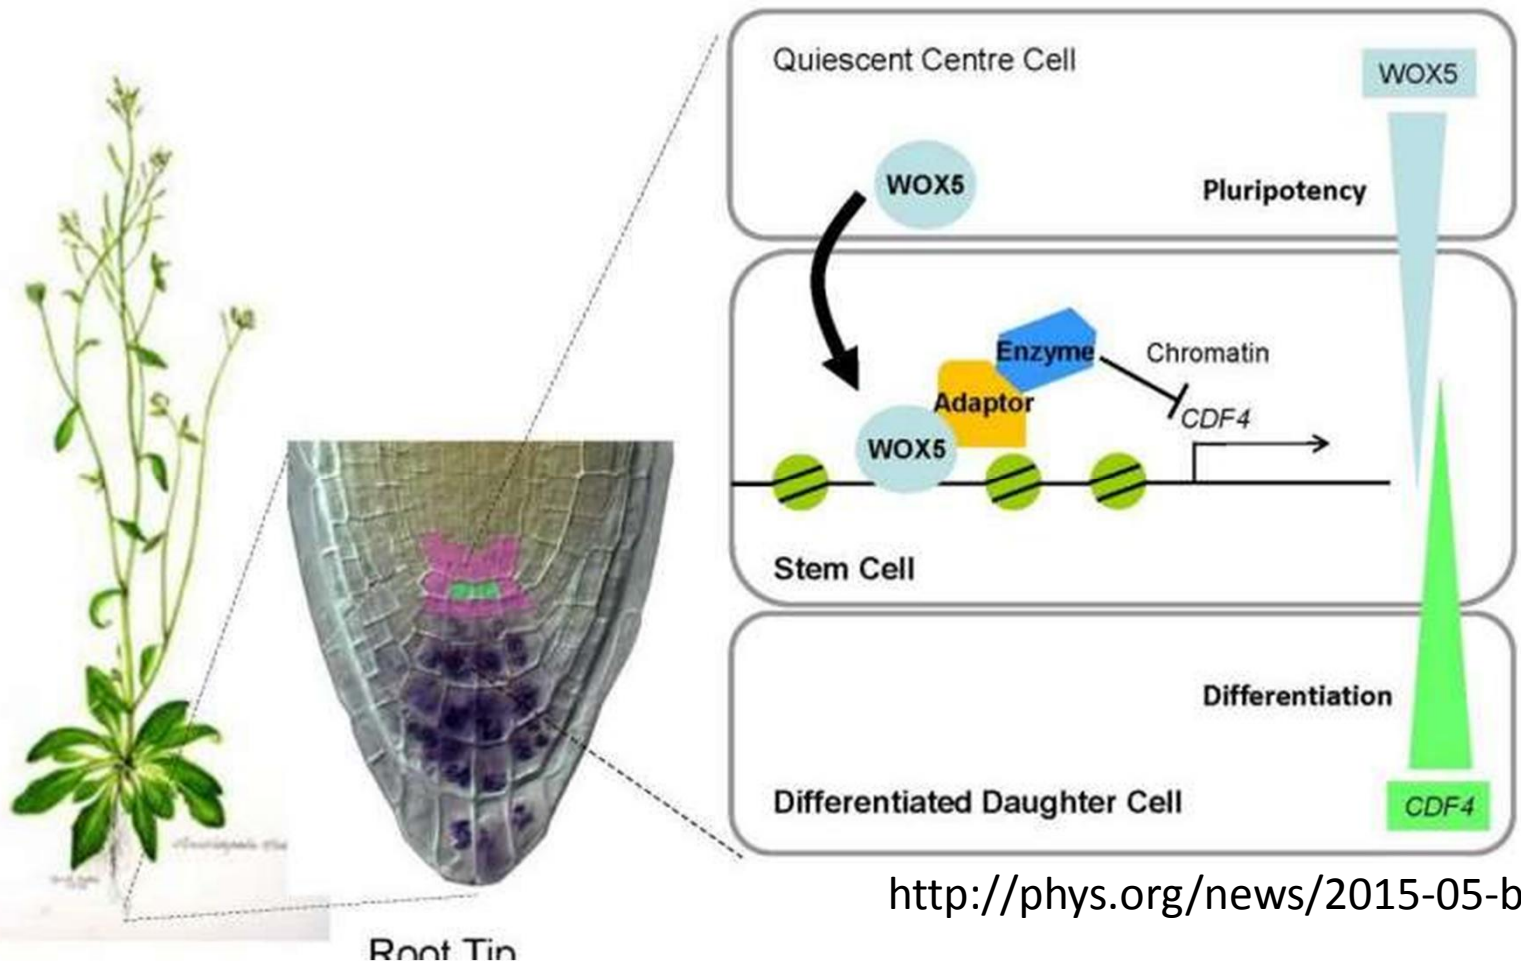 Quiescent Centre Cell
WOX5
WOX5
Pluripotency
Enzyme
Chromatin
Adaptor
CDF4
WOX5
Stem Cell
Differentiation
Differentiated Daughter Cell
CDF4
http://phys.org/news/2015-05-b
Root Tip